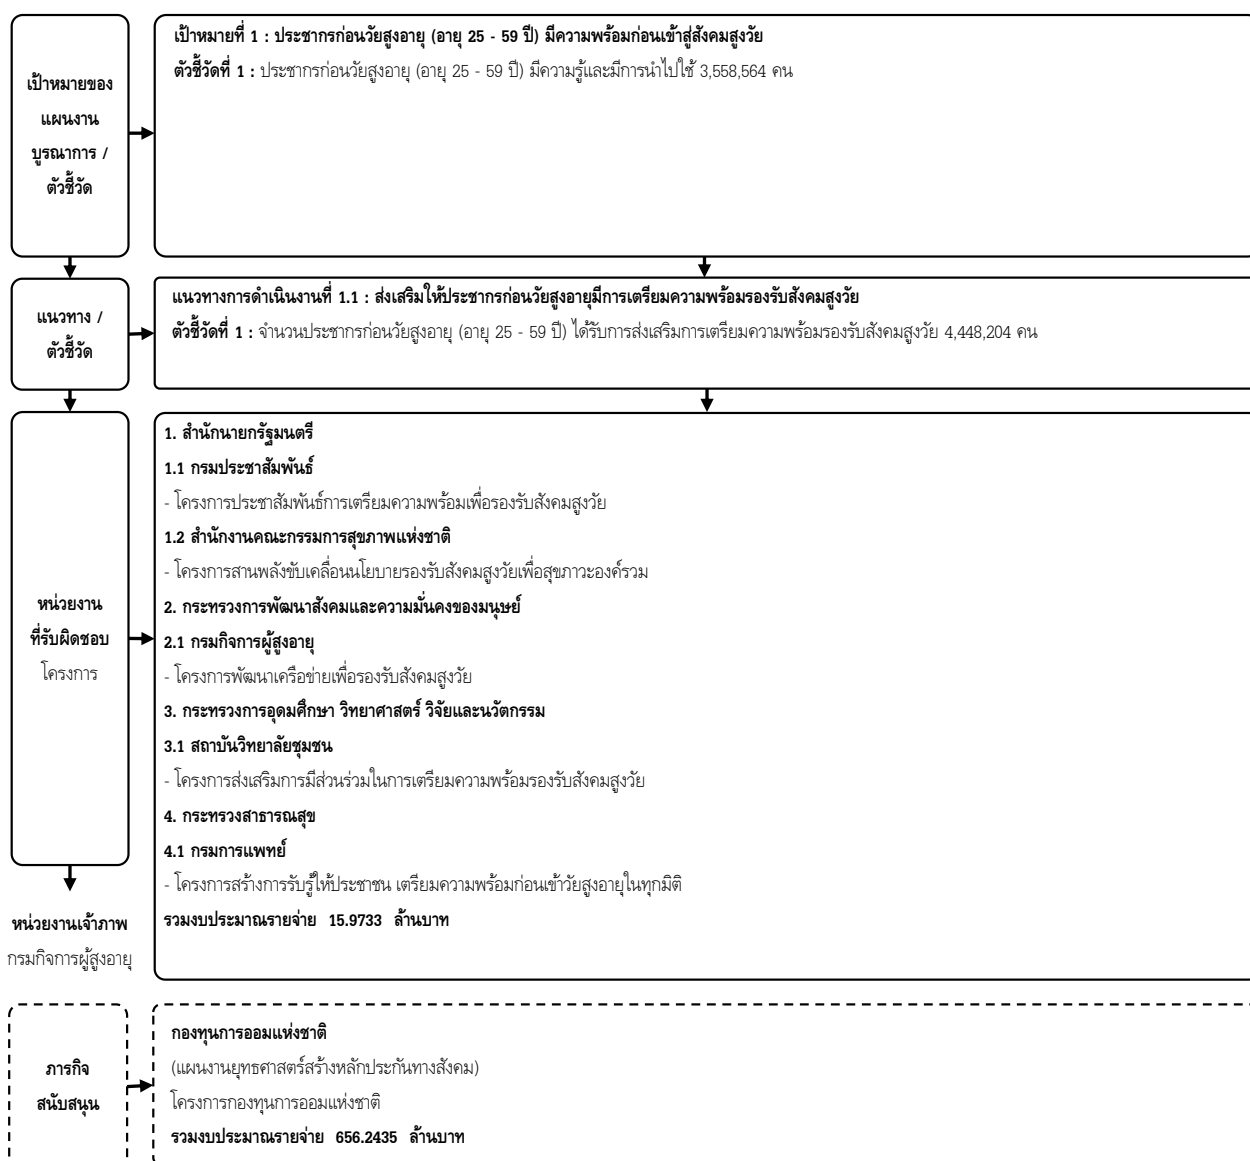 เป้าหมายของ
แผนงาน
บูรณาการ /
ตัวชี้วัด
เป้าหมายที่ 1 : ประชากรก่อนวัยสูงอายุ (อายุ 25 - 59 ปี) มีความพร้อมก่อนเข้าสู่สังคมสูงวัย
ตัวชี้วัดที่ 1 : ประชากรก่อนวัยสูงอายุ (อายุ 25 - 59 ปี) มีความรู้และมีการนำไปใช้ 3,558,564 คน
แนวทาง /
ตัวชี้วัด
แนวทางการดำเนินงานที่ 1.1 : ส่งเสริมให้ประชากรก่อนวัยสูงอายุมีการเตรียมความพร้อมรองรับสังคมสูงวัย
ตัวชี้วัดที่ 1 : จำนวนประชากรก่อนวัยสูงอายุ (อายุ 25 - 59 ปี) ได้รับการส่งเสริมการเตรียมความพร้อมรองรับสังคมสูงวัย 4,448,204 คน
หน่วยงาน
ที่รับผิดชอบ
โครงการ
1. สำนักนายกรัฐมนตรี
1.1 กรมประชาสัมพันธ์
- โครงการประชาสัมพันธ์การเตรียมความพร้อมเพื่อรองรับสังคมสูงวัย
1.2 สำนักงานคณะกรรมการสุขภาพแห่งชาติ
- โครงการสานพลังขับเคลื่อนนโยบายรองรับสังคมสูงวัยเพื่อสุขภาวะองค์รวม
2. กระทรวงการพัฒนาสังคมและความมั่นคงของมนุษย์
2.1 กรมกิจการผู้สูงอายุ
- โครงการพัฒนาเครือข่ายเพื่อรองรับสังคมสูงวัย
3. กระทรวงการอุดมศึกษา วิทยาศาสตร์ วิจัยและนวัตกรรม
3.1 สถาบันวิทยาลัยชุมชน
- โครงการส่งเสริมการมีส่วนร่วมในการเตรียมความพร้อมรองรับสังคมสูงวัย
4. กระทรวงสาธารณสุข
4.1 กรมการแพทย์
- โครงการสร้างการรับรู้ให้ประชาชน เตรียมความพร้อมก่อนเข้าวัยสูงอายุในทุกมิติ
รวมงบประมาณรายจ่าย 15.9733 ล้านบาท
หน่วยงานเจ้าภาพ
กรมกิจการผู้สูงอายุ
ภารกิจ
สนับสนุน
กองทุนการออมแห่งชาติ
(แผนงานยุทธศาสตร์สร้างหลักประกันทางสังคม)
โครงการกองทุนการออมแห่งชาติ
รวมงบประมาณรายจ่าย 656.2435 ล้านบาท